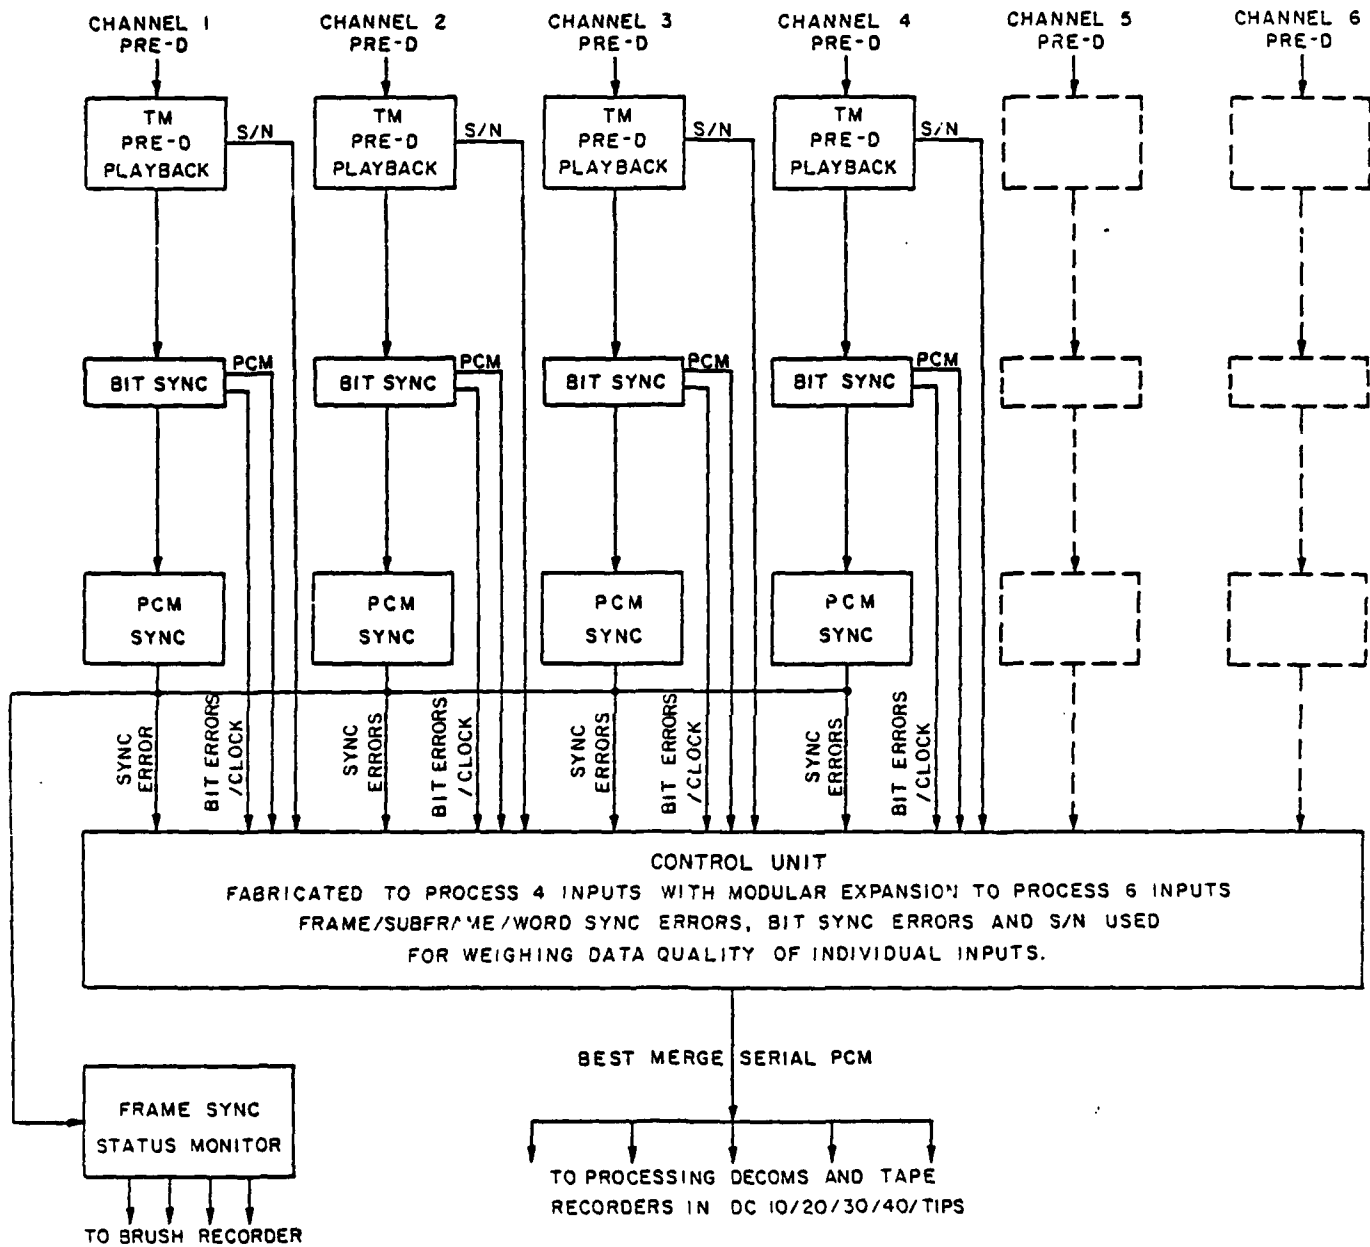 CHANNEL 1
PRE-D
CHANNEL 2
PRE-D
CHANNEL 3
PRE-D
CHANNEL 4
PRE-D
CHANNEL 5
PRE-D
CHANNEL 6
PRE-D
TM
PRE-D
PLAYBACK
S/N
TM
PRE-D
PLAYBACK
S/N
TM
PRE-D
PLAYBACK
S/N
TM
PRE-D
PLAYBACK
S/N
BIT SYNC
PCM
BIT SYNC
PCM
BIT SYNC
PCM
BIT SYNC
PCM
PCM
SYNC
PCM
SYNC
PCM
SYNC
PCM
SYNC
SYNC
ERROR
BIT ERRORS
/CLOCK
SYNC
ERRORS
BIT ERRORS
/CLOCK
SYNC
ERRORS
BIT ERRORS
/CLOCK
SYNC
ERRORS
BIT ERRORS
/CLOCK
CONTROL UNIT
FABRICATED TO PROCESS 4 INPUTS WITH MODULAR EXPANSION TO PROCESS 6 INPUTS
FRAME/SUBFRAME/WORD SYNC ERRORS, BIT SYNC ERRORS AND S/N USED
FOR WEIGHING DATA QUALITY OF INDIVIDUAL INPUTS.
BEST MERGE SERIAL PCM
FRAME SYNC
STATUS MONITOR
TO PROCESSING DECOMS AND TAPE
RECORDERS IN DC 10/20/30/40/TIPS
TO BRUSH RECORDER